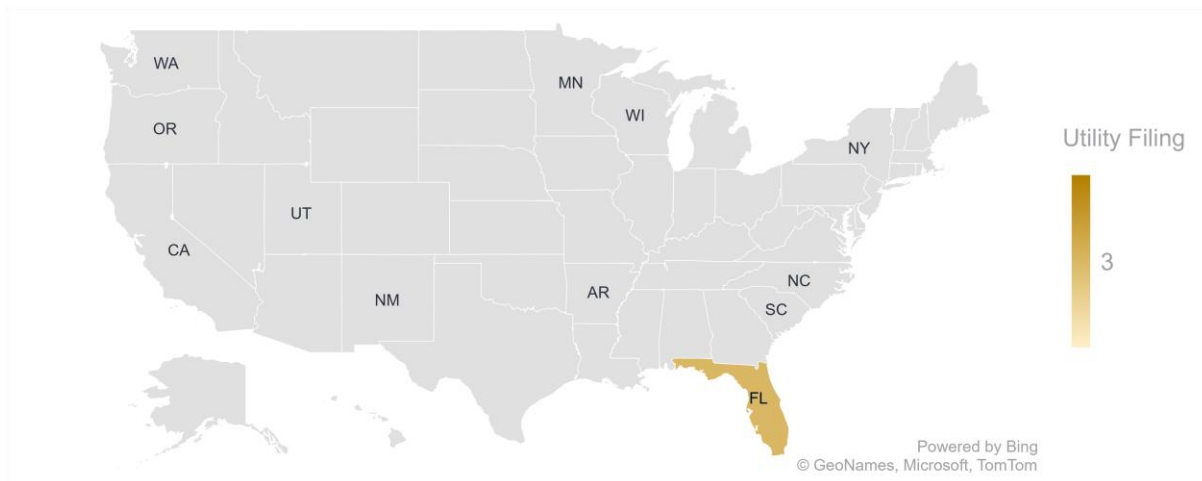 WA
MN
OR
WI
NY
Utility Filing
UT
CA
3
NM
AR
NC
SC
FL
Powered by Bing
© GeoNames, Microsoft, TomTom